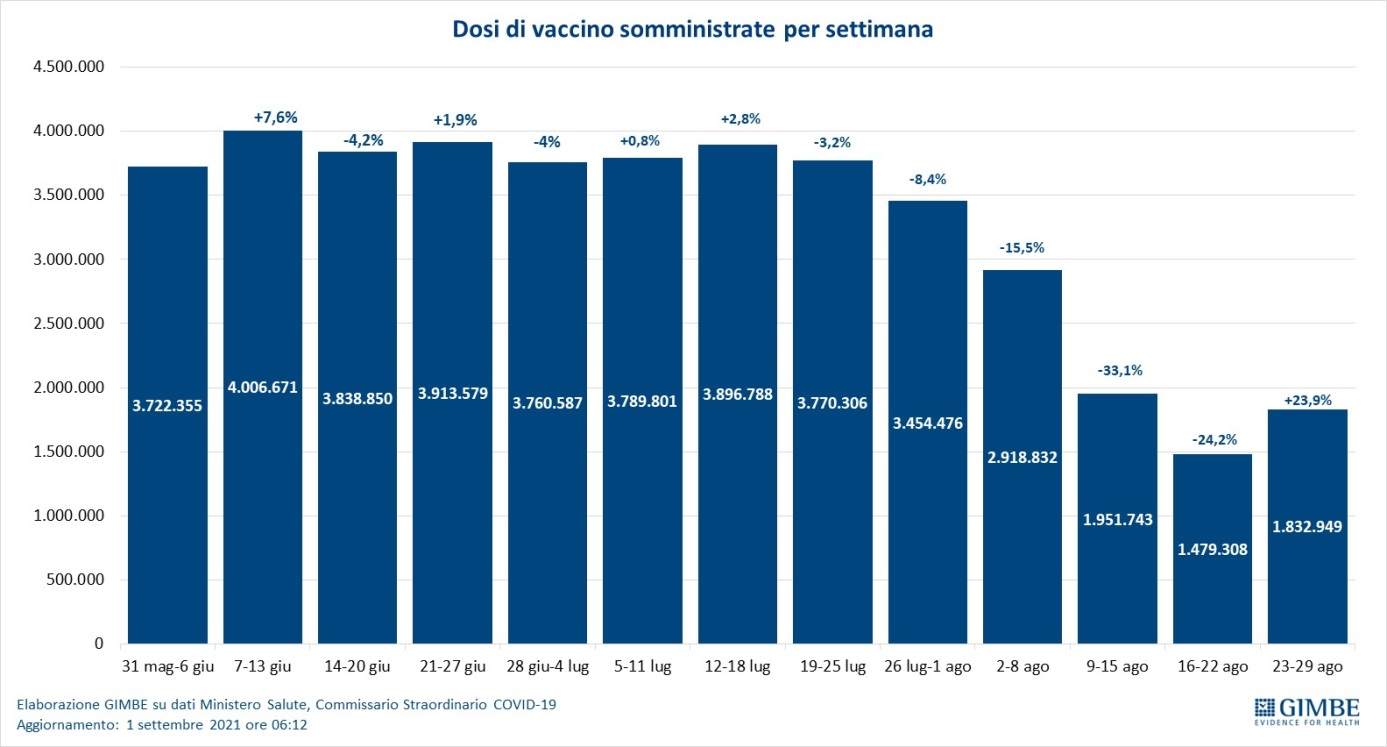 Dosi di vaccino somministrate per settimana
4.500.000
4.000.000
3.500.000
3.000.000
2.500.000
2.000.000
1.500.000
1.000.000
500.000
0
+7,6%
-4,2%
+1,9%
-4%
+0,8%
+2,8%
-3,2%
-8,4%
-15,5%
-33,1%
-24,2%
+23,9%
3.722.355
4.006.671
3.838.850
3.913.579
3.760.587
3.789.801
3.896.788
3.770.306
3.454.476
2.918.832
1.951.743
1.479.308
1.832.949
31 mag-6 giu
7-13 giu
14-20 giu
21-27 giu
28 giu-4 lug
5-11 lug
12-18 lug
19-25 lug
26 lug-1 ago
2-8 ago
9-15 ago
16-22 ago
23-29 ago
Elaborazione GIMBE su dati Ministero Salute, Commissario Straordinario COVID-19
Aggiornamento: 1 settembre 2021 ore 06:12
GIMBE
EVIDENCE FOR HEALTH